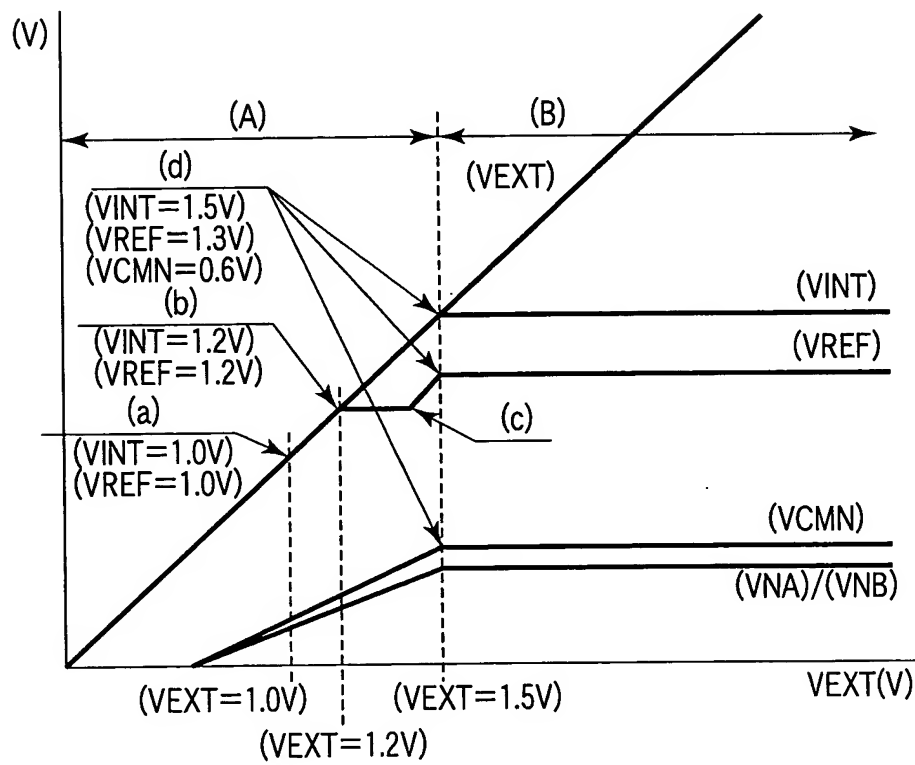 (V)
(A)
(B)
(d)
(VINT=1.5V)
(VREF=1.3V)
(VCMN=0.6V)
(VEXT)
(b)
(VINT=1.2V)
(VREF=1.2V)
(VINT)
(VREF)
(a)
(VINT=1.0V)
(VREF=1.0V)
(c)
(VCMN)
(VNA)/(VNB)
(VEXT=1.0V)
(VEXT=1.5V)
VEXT(V)
(VEXT=1.2V)